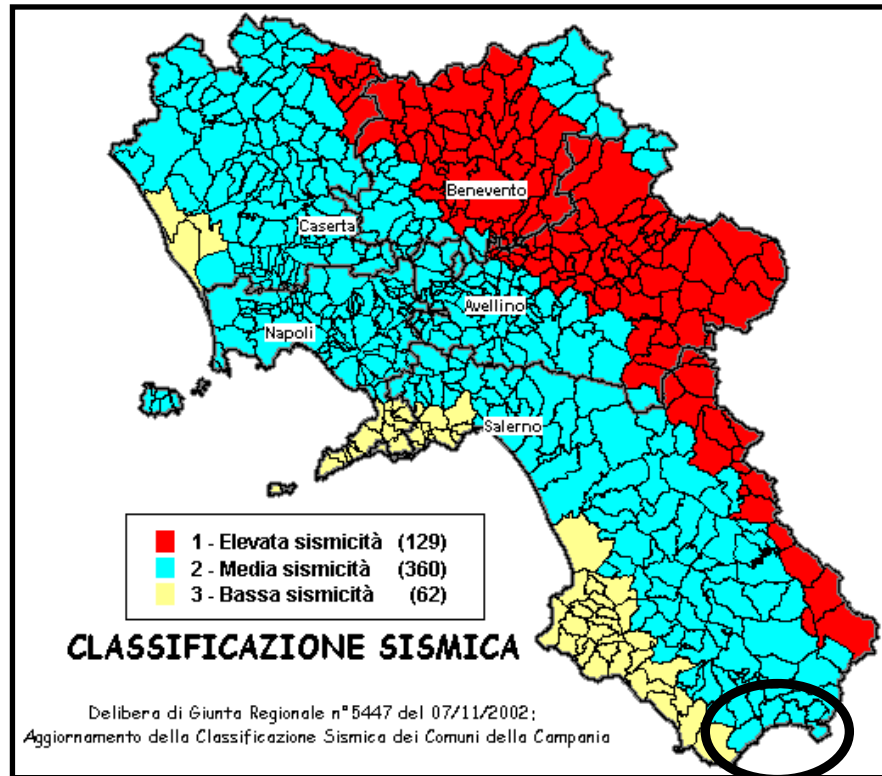 Benevento
Caserta
Avellino
Napoli
Salerno
1 - Elevata sismicità (129)
2 - Media sismicità (360)
3 - Bassa sismicità (62)
CLASSIFICAZIONE SISMICA
Delibera di Giunta Regionale n°5447 del 07/11/2002;
Aggiornamento della Classificazione Sismica dei Comuni della Campania